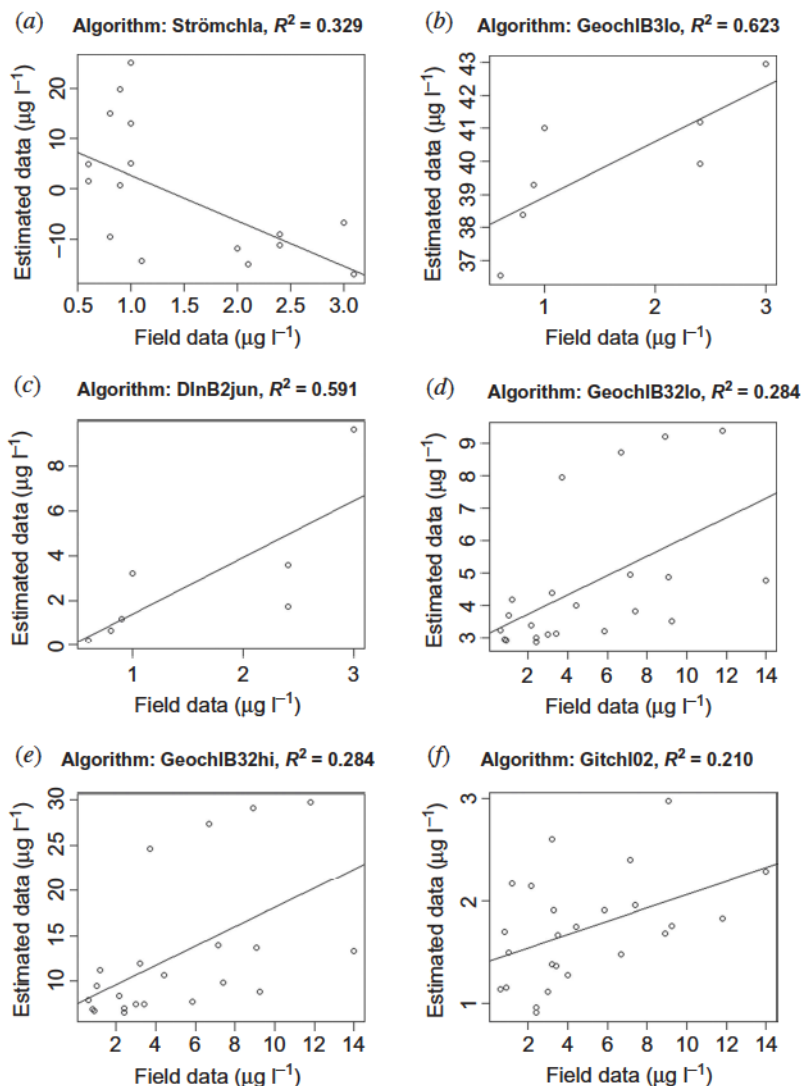 (a) Algorithm: Strömchla, R² = 0.329
Estimated data (µg l⁻¹)
20
10
0
−10
0.5 1.0 1.5 2.0 2.5 3.0
Field data (µg l⁻¹)
(b) Algorithm: GeochlB3lo, R² = 0.623
Estimated data (µg l⁻¹)
43
42
41
40
39
38
37
1 2 3
Field data (µg l⁻¹)
(c) Algorithm: DlnB2jun, R² = 0.591
Estimated data (µg l⁻¹)
8
6
4
2
0
1 2 3
Field data (µg l⁻¹)
(d) Algorithm: GeochlB32lo, R² = 0.284
Estimated data (µg l⁻¹)
9
8
7
6
5
4
3
2 4 6 8 10 12 14
Field data (µg l⁻¹)
(e) Algorithm: GeochlB32hi, R² = 0.284
Estimated data (µg l⁻¹)
30
20
10
2 4 6 8 10 12 14
Field data (µg l⁻¹)
(f) Algorithm: Gitchl02, R² = 0.210
Estimated data (µg l⁻¹)
3
2
1
2 4 6 8 10 12 14
Field data (µg l⁻¹)